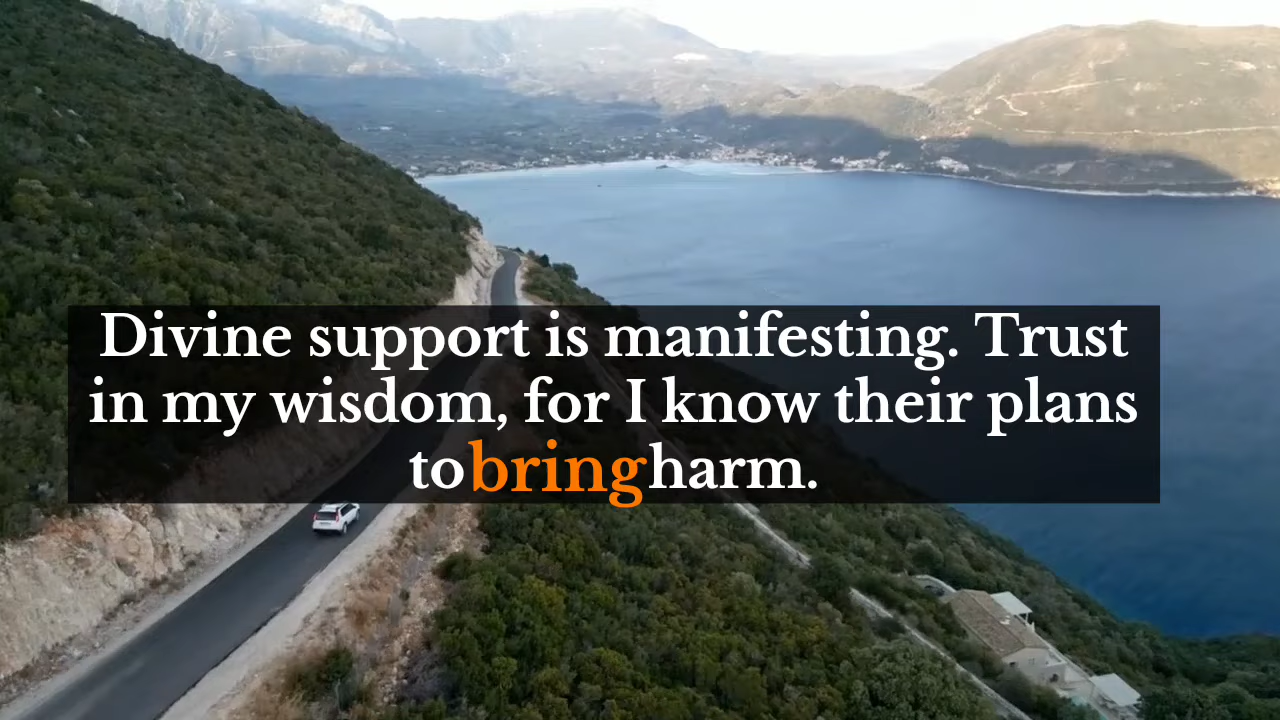 Divine support is manifesting. Trust
in my wisdom, for I know their plans
to bring harm.